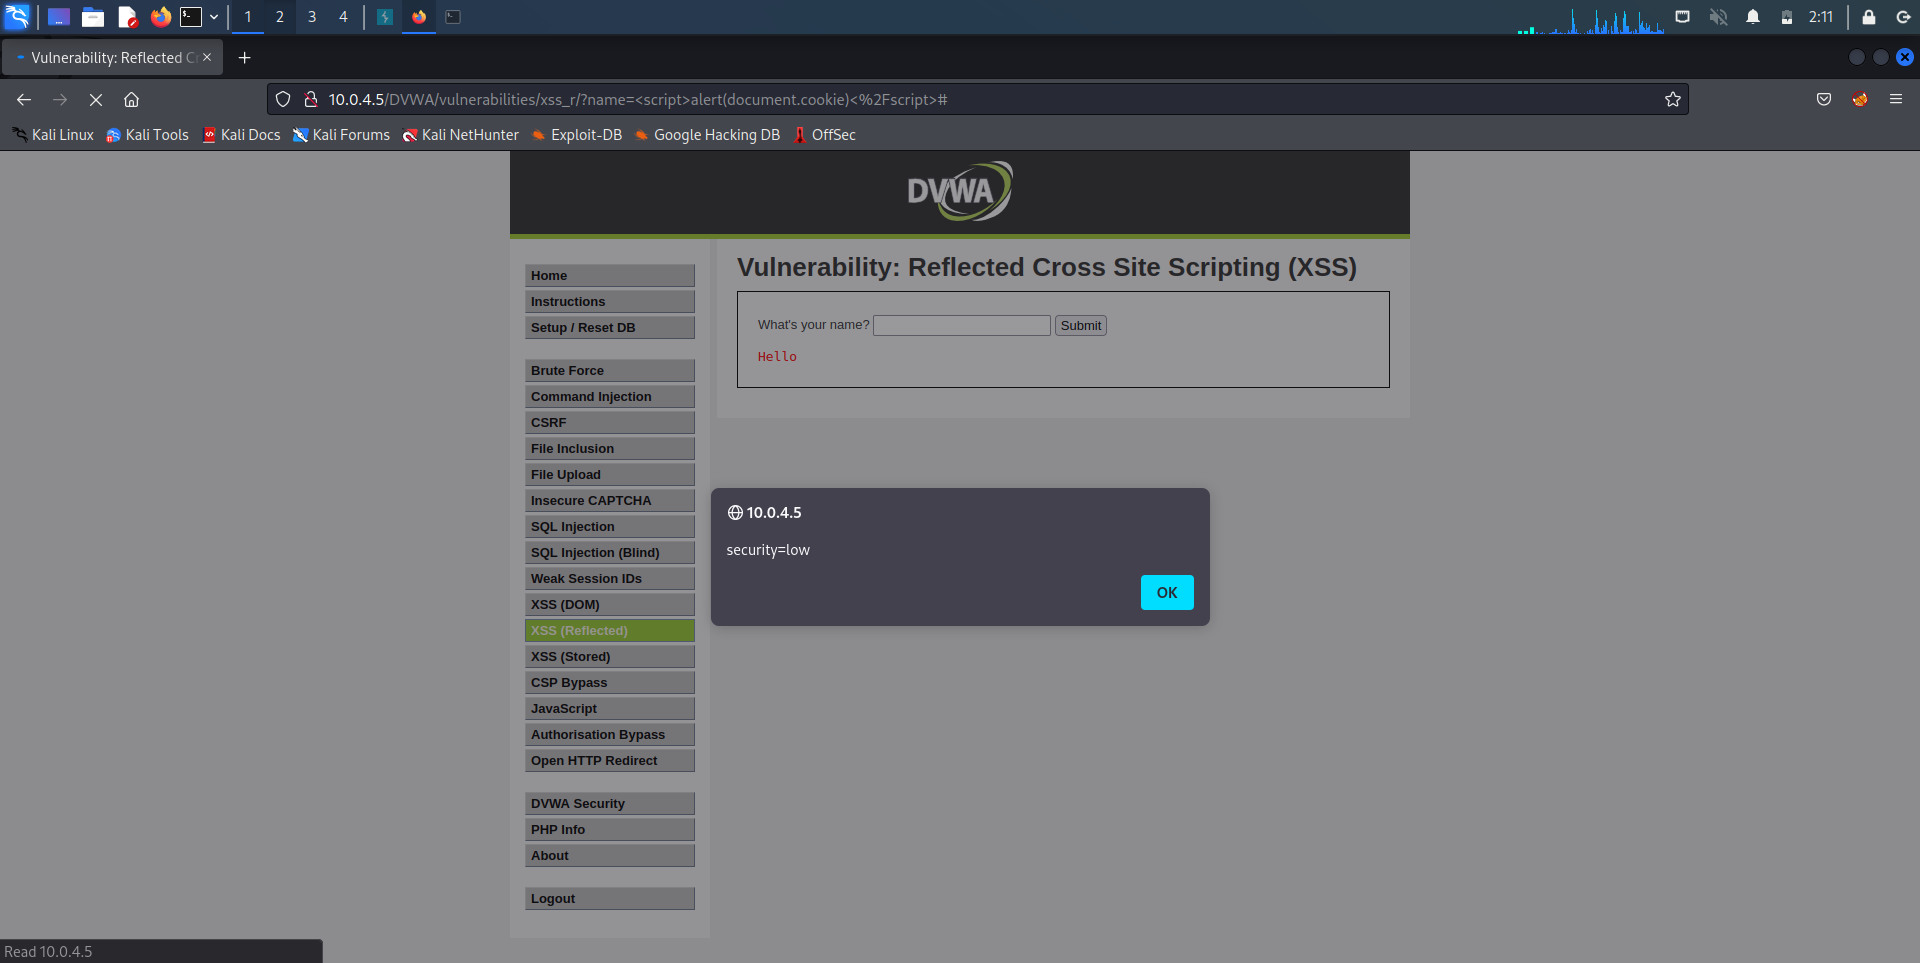 1 2 3 4 2:11
Vulnerability: Reflected C
10.0.4.5/DVWA/vulnerabilities/xss_r/?name=<script>alert(document.cookie)<%2Fscript>#
Kali Linux Kali Tools Kali Docs Kali Forums Kali NetHunter Exploit-DB Google Hacking DB OffSec
DVWA
Home
Instructions
Setup / Reset DB
Brute Force
Command Injection
CSRF
File Inclusion
File Upload
Insecure CAPTCHA
SQL Injection
SQL Injection (Blind)
Weak Session IDs
XSS (DOM)
XSS (Reflected)
XSS (Stored)
CSP Bypass
JavaScript
Authorisation Bypass
Open HTTP Redirect
DVWA Security
PHP Info
About
Logout
Vulnerability: Reflected Cross Site Scripting (XSS)
What's your name? Submit
Hello
10.0.4.5
security=low
OK
Read 10.0.4.5